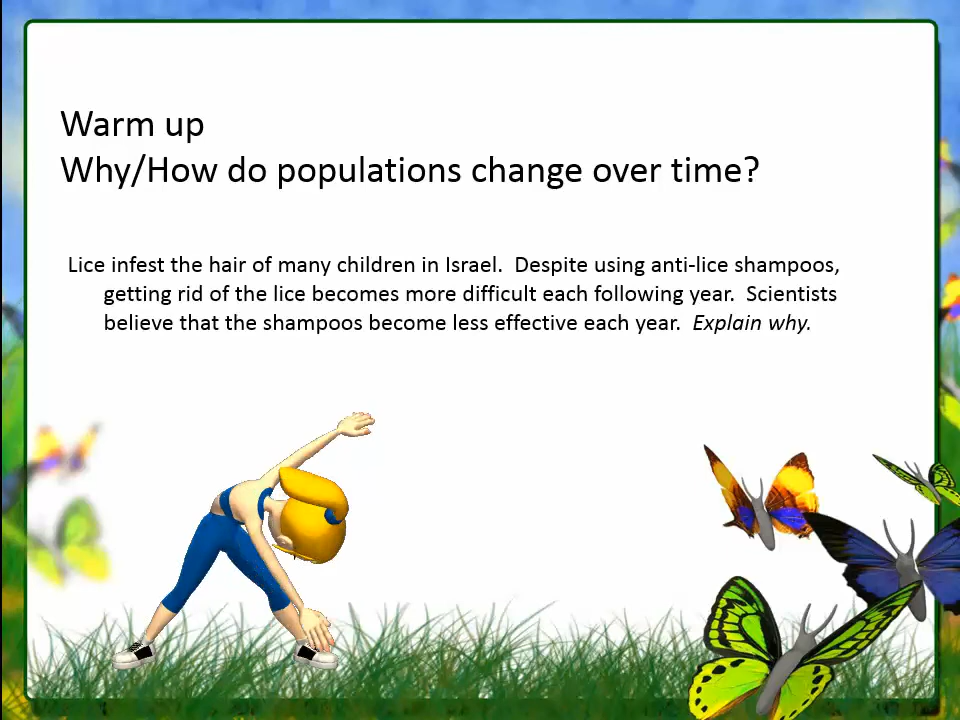 Warm up
Why/How do populations change over time?
Lice infest the hair of many children in Israel.  Despite using anti-lice shampoos,
getting rid of the lice becomes more difficult each following year.  Scientists
believe that the shampoos become less effective each year.  Explain why.